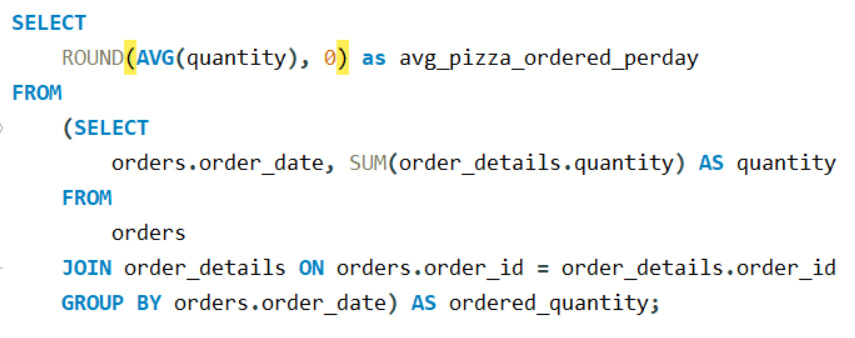 SELECT
ROUND(AVG(quantity), 0) as avg_pizza_ordered_perday
FROM
(SELECT
orders.order_date, SUM(order_details.quantity) AS quantity
FROM
orders
JOIN order_details ON orders.order_id = order_details.order_id
GROUP BY orders.order_date) AS ordered_quantity;